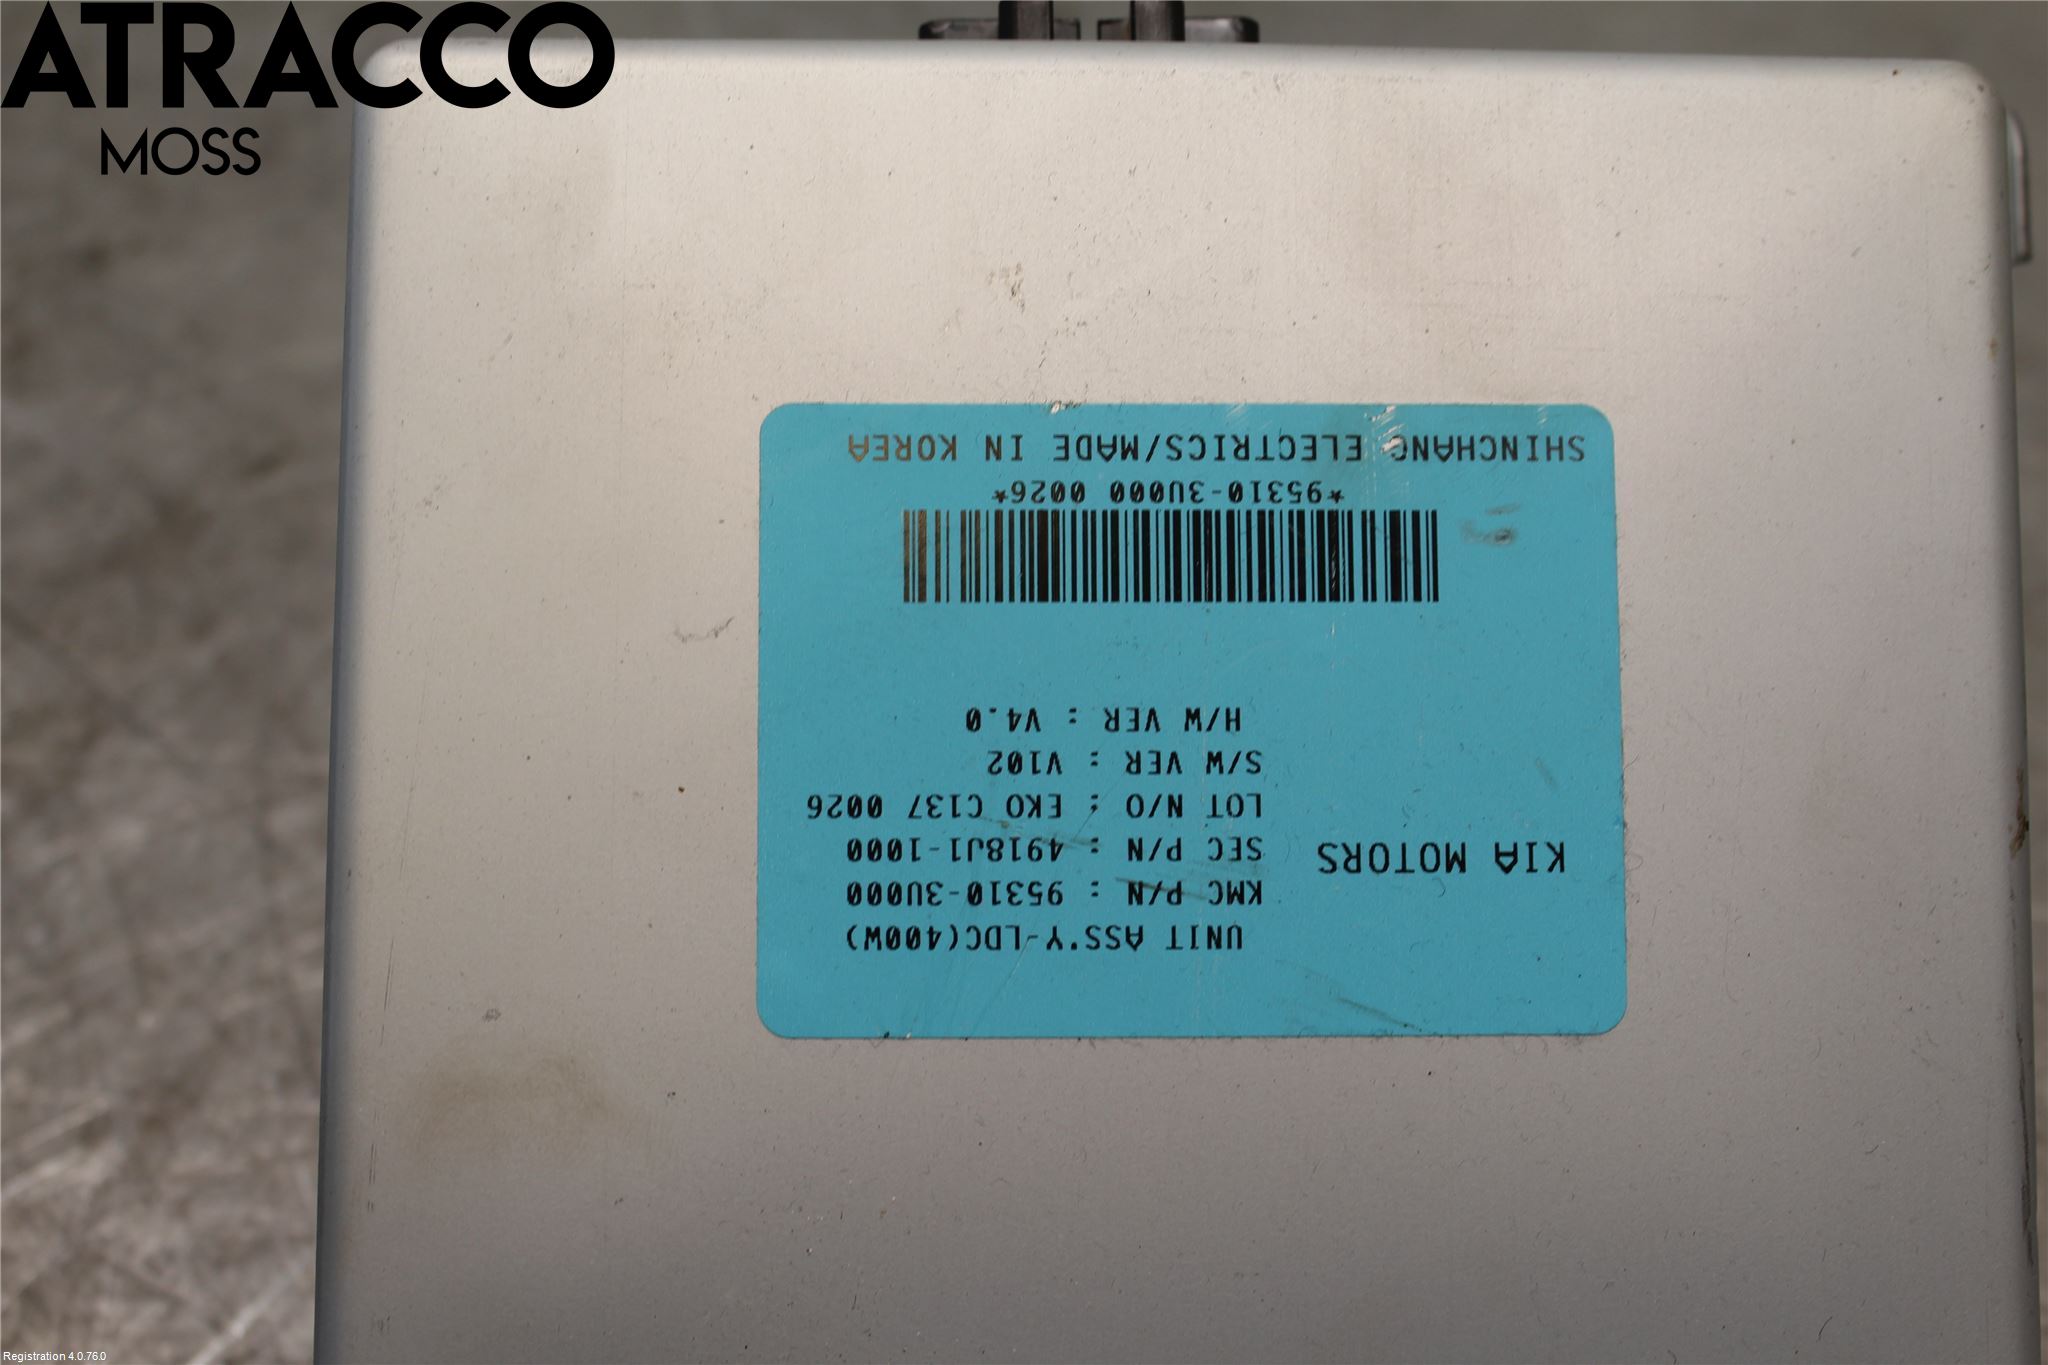 ATRACCO
MOSS
UNIT ASS'Y-LDC(400W)
KMC P/N : 95310-3U000
KIA MOTORS
SEC P/N : 4918J1-1000
LOT N/O : EKO C137 0026
S/W VER : V102
H/W VER : V4.0
*95310-3U000 0026*
SHINCHANG ELECTRICS/MADE IN KOREA
Registration 4.0.76.0